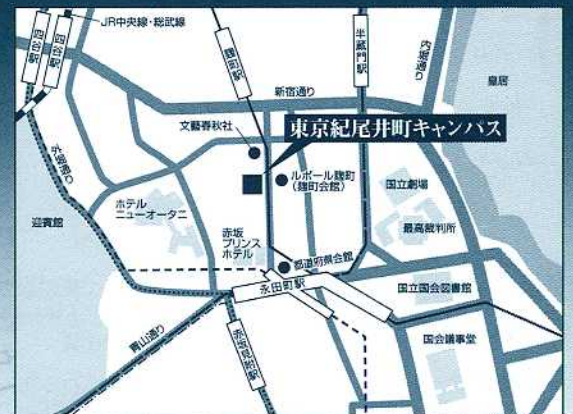 JR中央線・総武線
四谷駅
四谷駅
麹町駅
半蔵門駅
内堀通り
皇居
新宿通り
文藝春秋社
東京紀尾井町キャンパス
外堀通り
ルポール麹町
(麹町会館)
国立劇場
ホテル
ニューオータニ
迎賓館
赤坂
プリンス
ホテル
最高裁判所
都道府県会館
永田町駅
国立国会図書館
青山通り
赤坂見附駅
国会議事堂